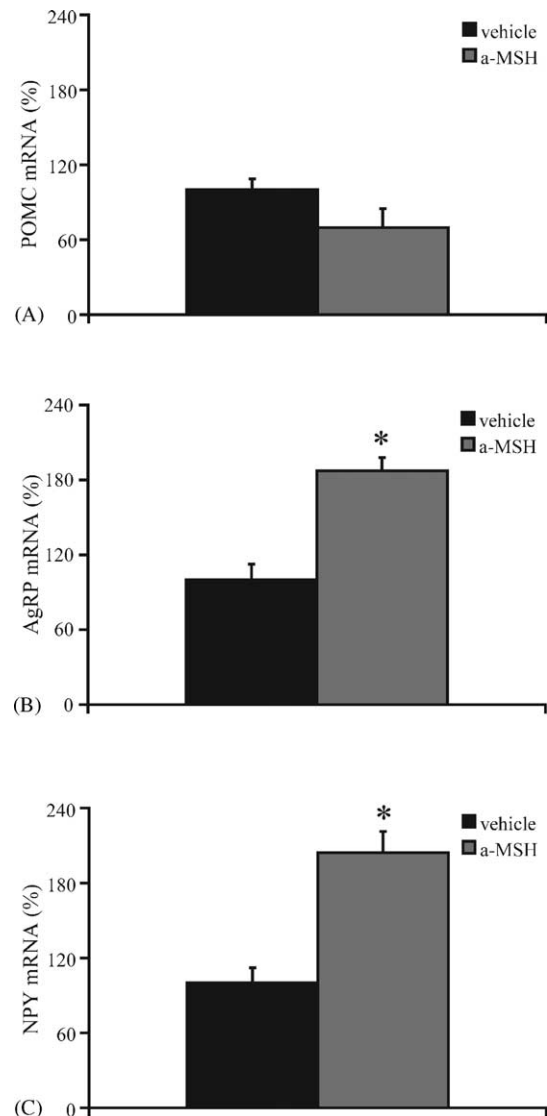 240
180
120
60
0
POMC mRNA (%)
vehicle
a-MSH
(A)
240
180
120
60
0
AgRP mRNA (%)
vehicle
a-MSH
*
(B)
240
180
120
60
0
NPY mRNA (%)
vehicle
a-MSH
*
(C)